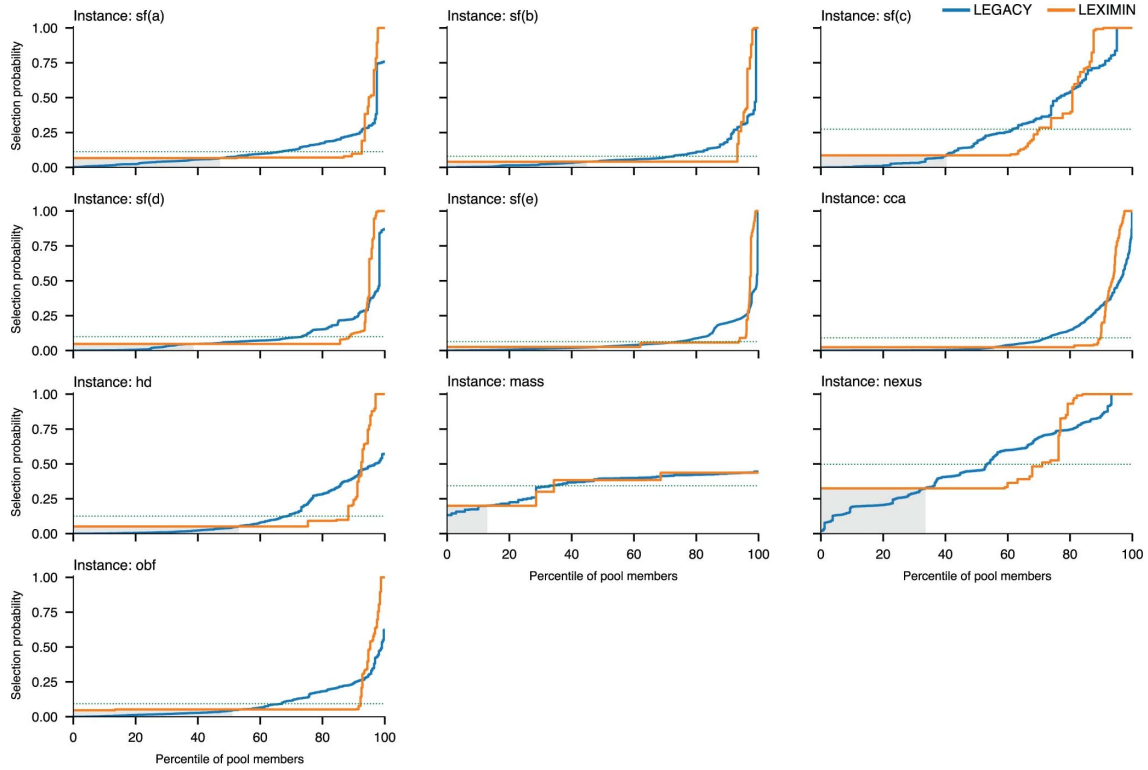 LEGACY LEXIMIN
Instance: sf(a) Instance: sf(b) Instance: sf(c)
Selection probability
1.00
0.75
0.50
0.25
0.00
Instance: sf(d) Instance: sf(e) Instance: cca
Selection probability
1.00
0.75
0.50
0.25
0.00
Instance: hd Instance: mass Instance: nexus
Selection probability
1.00
0.75
0.50
0.25
0.00
0 20 40 60 80 100 0 20 40 60 80 100
Percentile of pool members Percentile of pool members
Instance: obf
Selection probability
1.00
0.75
0.50
0.25
0.00
0 20 40 60 80 100
Percentile of pool members